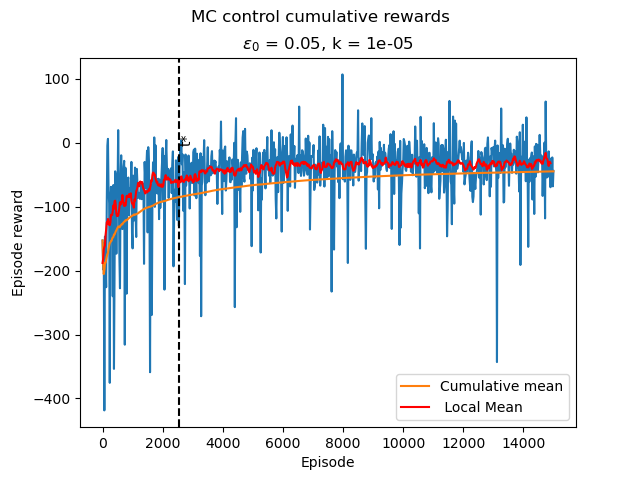 MC control cumulative rewards
ε₀ = 0.05, k = 1e-05
Episode reward
100
0
−100
−200
−300
−400
t*
0
2000
4000
6000
8000
10000
12000
14000
Episode
Cumulative mean
Local Mean